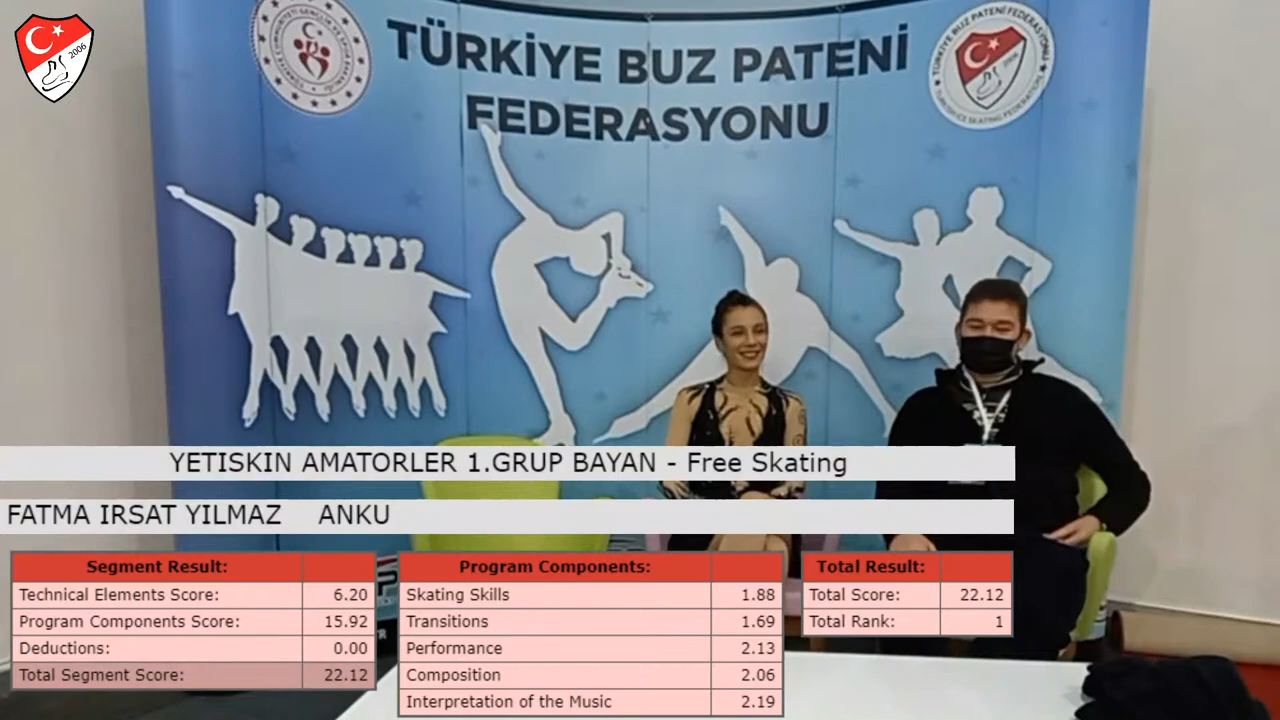 2006
TÜRKİYE BUZ PATENİ
FEDERASYONU
YETISKIN AMATORLER 1.GRUP BAYAN - Free Skating
FATMA IRSAT YILMAZ ANKU
Segment Result:
Technical Elements Score: 6.20
Program Components Score: 15.92
Deductions: 0.00
Total Segment Score: 22.12
Program Components:
Skating Skills 1.88
Transitions 1.69
Performance 2.13
Composition 2.06
Interpretation of the Music 2.19
Total Result:
Total Score: 22.12
Total Rank: 1